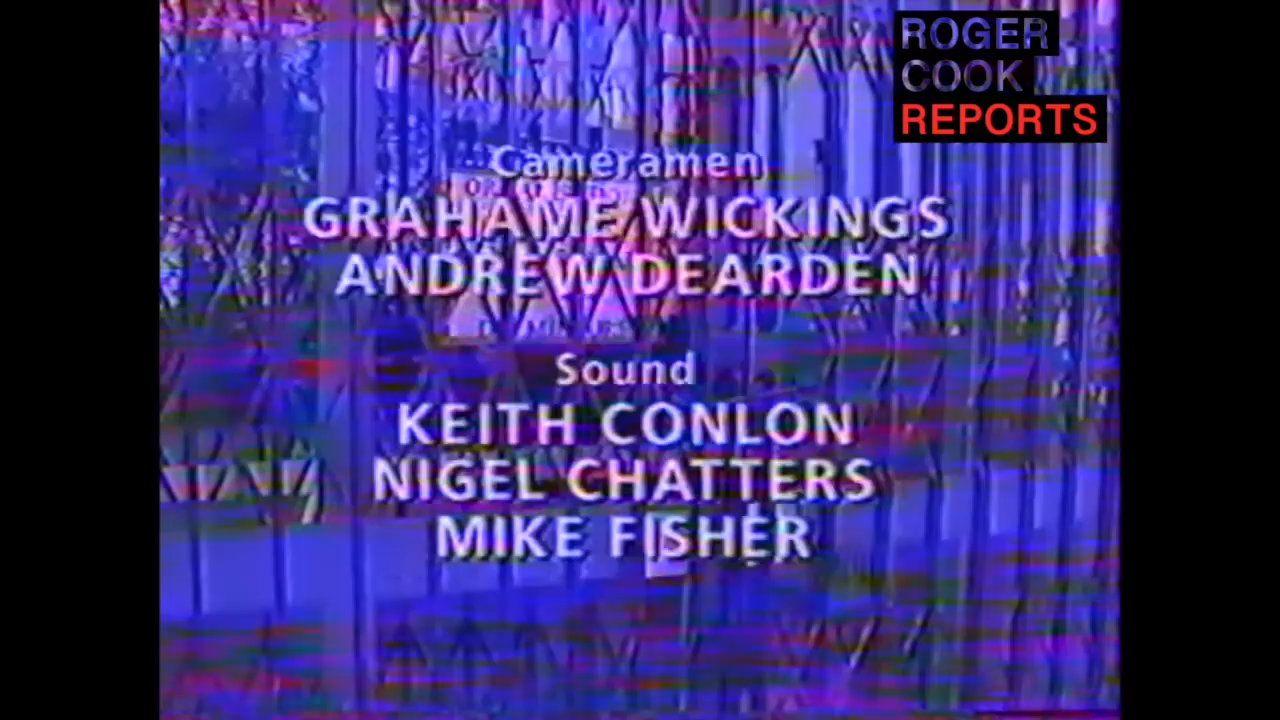 ROGER
COOK
REPORTS
Cameramen
GRAHAME WICKINGS
ANDREW DEARDEN
Sound
KEITH CONLON
NIGEL CHATTERS
MIKE FISHER